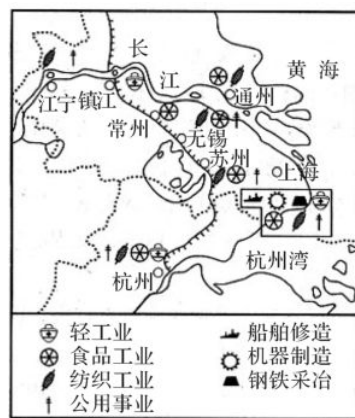 长
江
黄海
江宁
镇江
通州
常州
无锡
苏州
上海
杭州
杭州湾
轻工业
食品工业
纺织工业
公用事业
船舶修造
机器制造
钢铁采冶